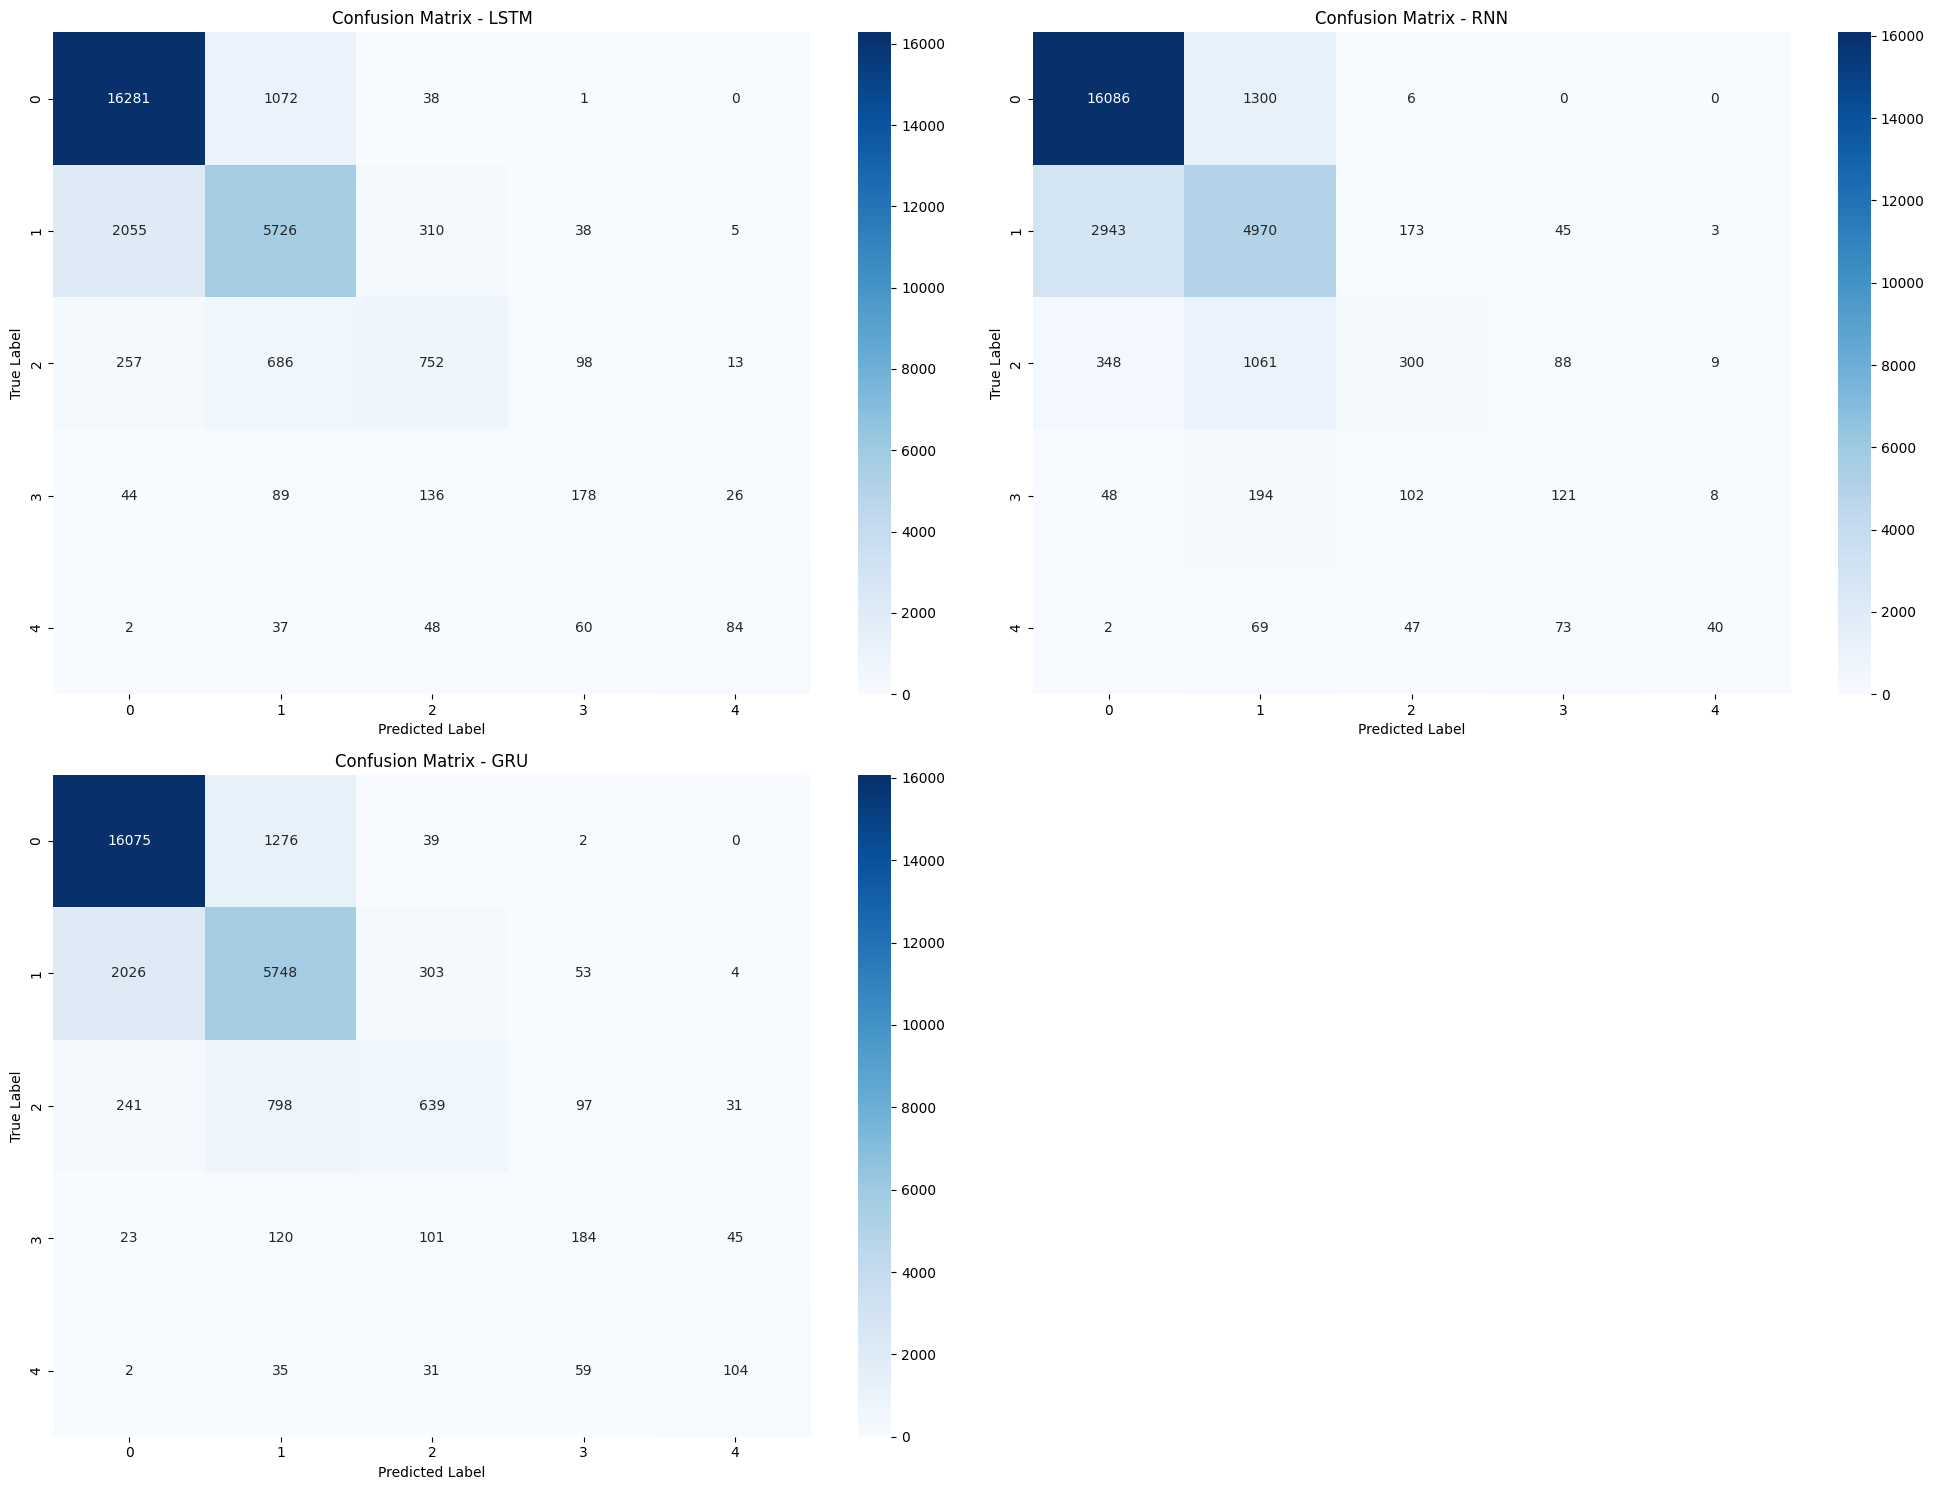 Confusion Matrix - LSTM
16281 1072 38 1 0
2055 5726 310 38 5
257 686 752 98 13
44 89 136 178 26
2 37 48 60 84
0
1
2
3
4
True Label
0 1 2 3 4
Predicted Label
16000
14000
12000
10000
8000
6000
4000
2000
0
Confusion Matrix - RNN
16086 1300 6 0 0
2943 4970 173 45 3
348 1061 300 88 9
48 194 102 121 8
2 69 47 73 40
0
1
2
3
4
True Label
0 1 2 3 4
Predicted Label
16000
14000
12000
10000
8000
6000
4000
2000
0
Confusion Matrix - GRU
16075 1276 39 2 0
2026 5748 303 53 4
241 798 639 97 31
23 120 101 184 45
2 35 31 59 104
0
1
2
3
4
True Label
0 1 2 3 4
Predicted Label
16000
14000
12000
10000
8000
6000
4000
2000
0